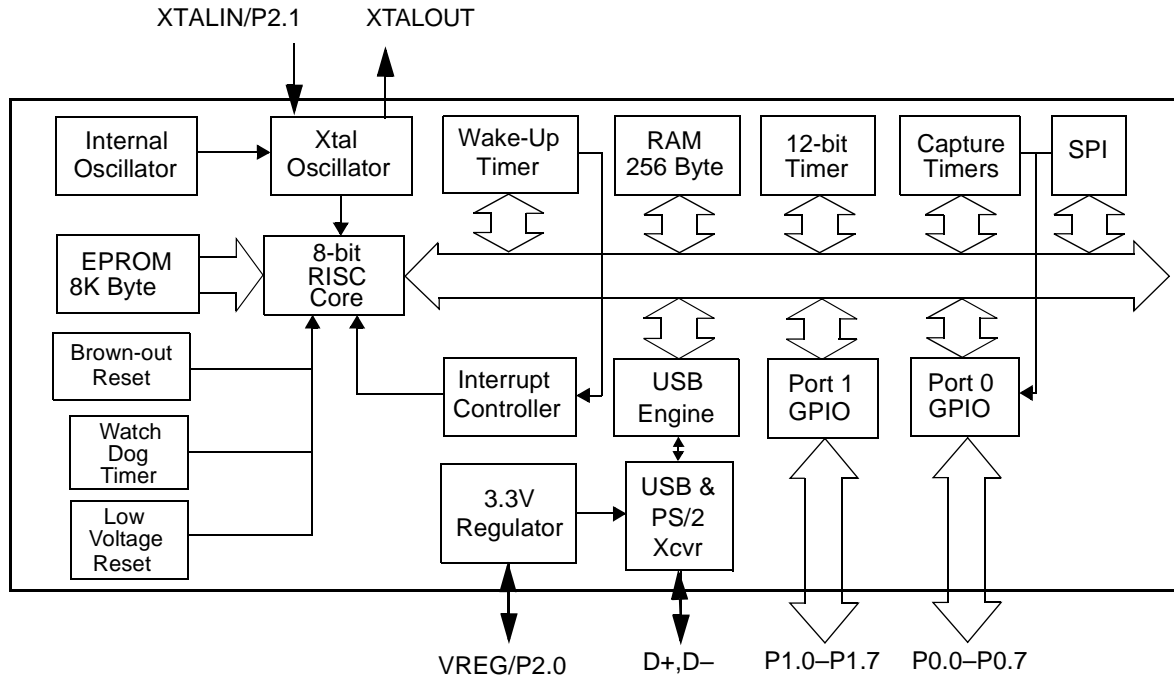 XTALIN/P2.1
XTALOUT
Internal
Oscillator
Xtal
Oscillator
Wake-Up
Timer
RAM
256 Byte
12-bit
Timer
Capture
Timers
SPI
EPROM
8K Byte
8-bit
RISC
Core
Brown-out
Reset
Interrupt
Controller
USB
Engine
Port 1
GPIO
Port 0
GPIO
Watch
Dog
Timer
3.3V
Regulator
USB &
PS/2
Xcvr
Low
Voltage
Reset
VREG/P2.0
D+,D–
P1.0–P1.7
P0.0–P0.7